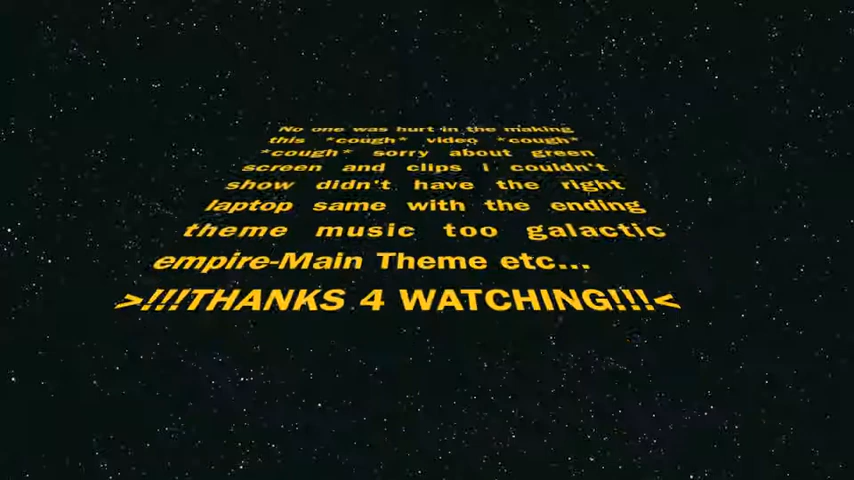 No one was hurt in the making
this *cough* video *cough*
*cough* sorry about green
screen and clips i couldn't
show didn't have the right
laptop same with the ending
theme music too galactic
empire-Main Theme etc...
>!!!THANKS 4 WATCHING!!!<